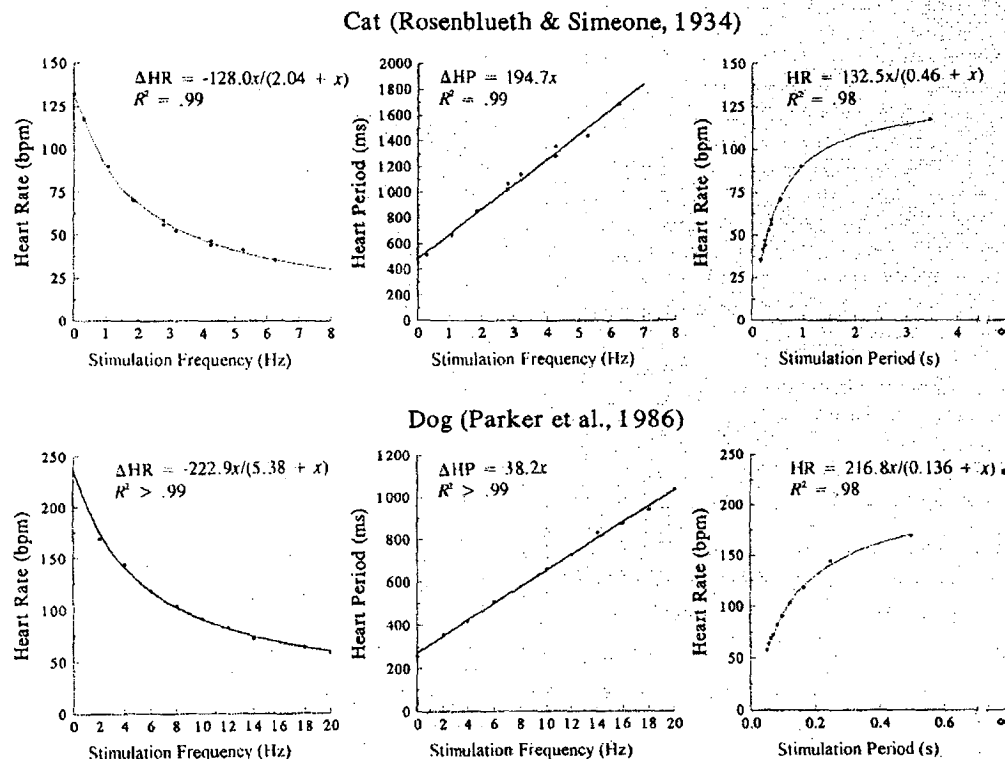 Cat (Rosenblueth & Simeone, 1934)
150
125
100
75
50
25
0
Heart Rate (bpm)
ΔHR = -128.0x/(2.04 + x)
R² = .99
0 1 2 3 4 5 6 7 8
Stimulation Frequency (Hz)
2000
1800
1600
1400
1200
1000
800
600
400
200
0
Heart Period (ms)
ΔHP = 194.7x
R² = .99
0 1 2 3 4 5 6 7 8
Stimulation Frequency (Hz)
150
125
100
75
50
25
0
Heart Rate (bpm)
HR = 132.5x/(0.46 + x)
R² = .98
0 1 2 3 4
Stimulation Period (s)
Dog (Parker et al., 1986)
250
200
150
100
50
0
Heart Rate (bpm)
ΔHR = -222.9x/(5.38 + x)
R² > .99
0 2 4 6 8 10 12 14 16 18 20
Stimulation Frequency (Hz)
1200
1000
800
600
400
200
0
Heart Period (ms)
ΔHP = 38.2x
R² > .99
0 2 4 6 8 10 12 14 16 18 20
Stimulation Frequency (Hz)
250
200
150
100
50
0
Heart Rate (bpm)
HR = 216.8x/(0.136 + x)
R² = .98
0.0 0.2 0.4 0.6
Stimulation Period (s)